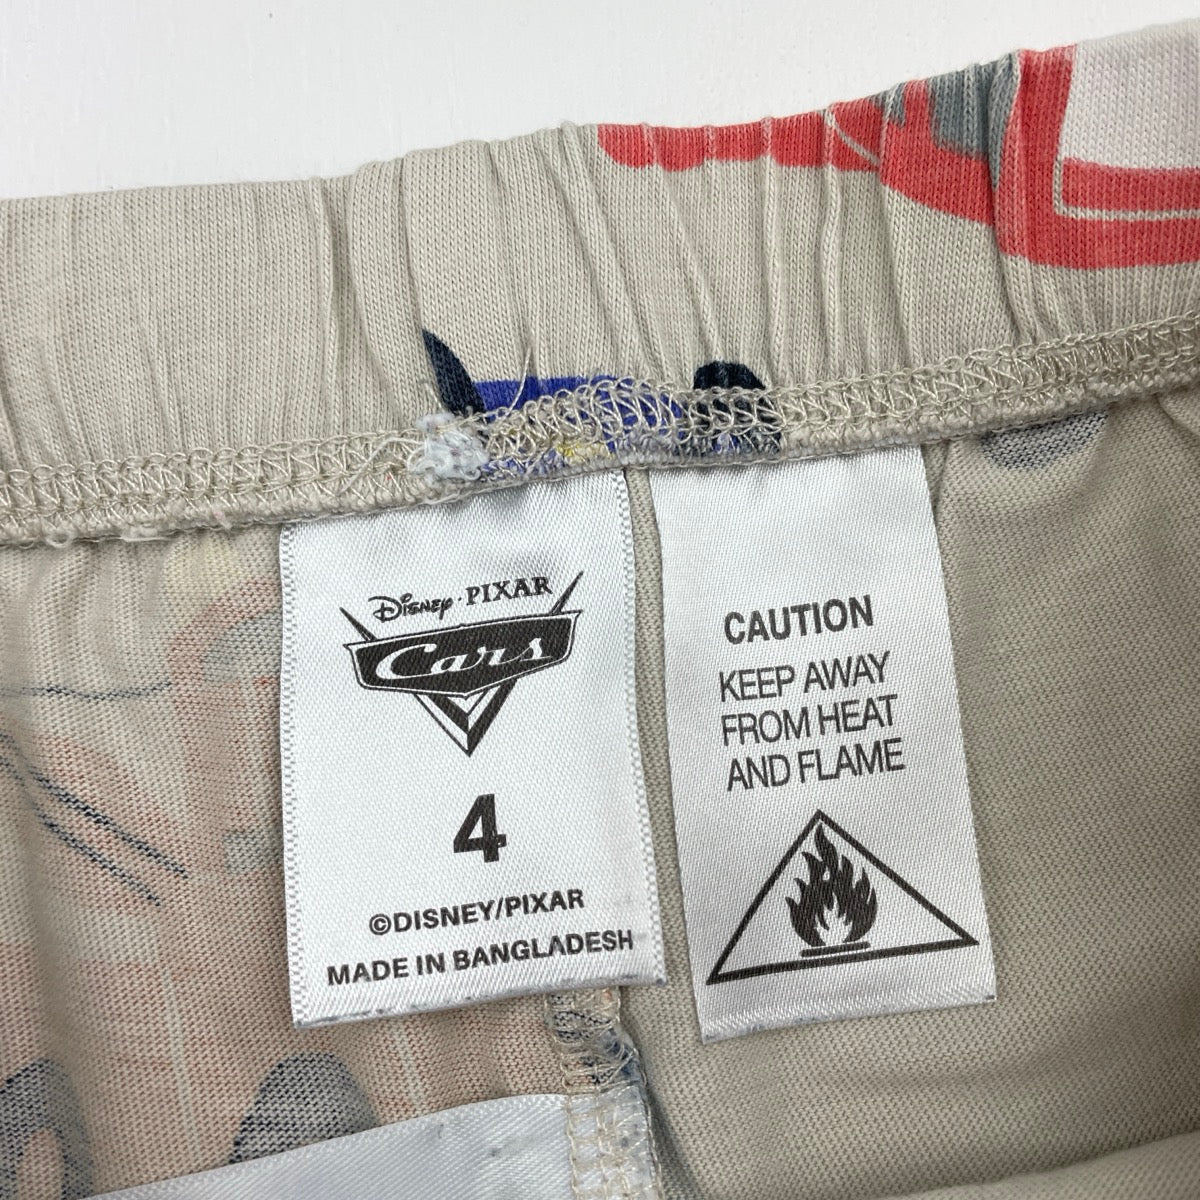 Disney · PIXAR
Cars
4
©DISNEY/PIXAR
MADE IN BANGLADESH
CAUTION
KEEP AWAY
FROM HEAT
AND FLAME